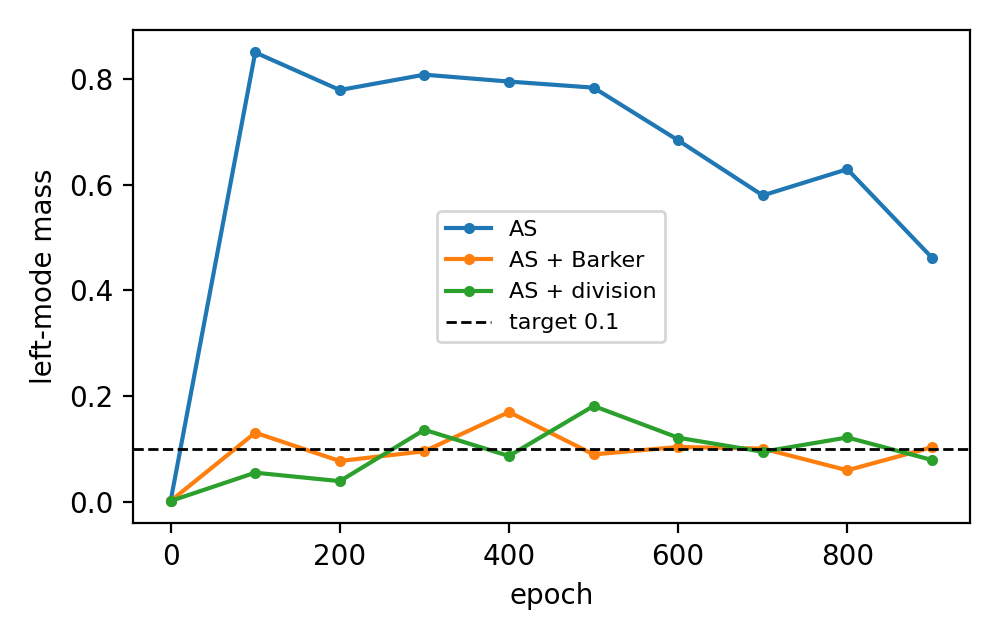 0.8
0.6
0.4
0.2
0.0
left-mode mass
AS
AS + Barker
AS + division
target 0.1
0
200
400
600
800
epoch